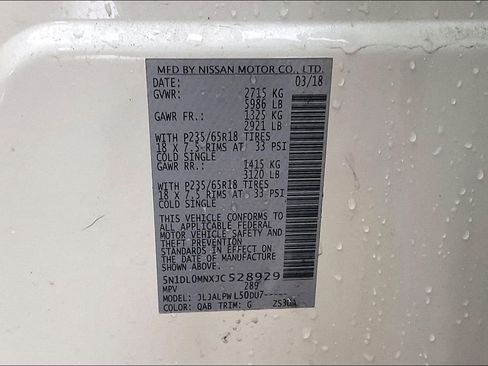 MFD BY NISSAN MOTOR CO., LTD.
DATE: 03/18
GVWR: 2715 KG
5986 LB
GAWR FR.: 1325 KG
2921 LB
WITH P235/65R18 TIRES
18 X 7.5 RIMS AT 33 PSI
COLD SINGLE
GAWR RR.: 1415 KG
3120 LB
WITH P235/65R18 TIRES
18 X 7.5 RIMS AT 33 PSI
COLD SINGLE
THIS VEHICLE CONFORMS TO
ALL APPLICABLE FEDERAL
MOTOR VEHICLE SAFETY AND
THEFT PREVENTION
STANDARDS IN EFFECT ON
THE DATE OF MANUFACTURE
SHOWN ABOVE.
5N1DL0MNXJC528929
MPV 289
MODEL: JLJALPWL50DU7-----
COLOR: QAB TRIM: G